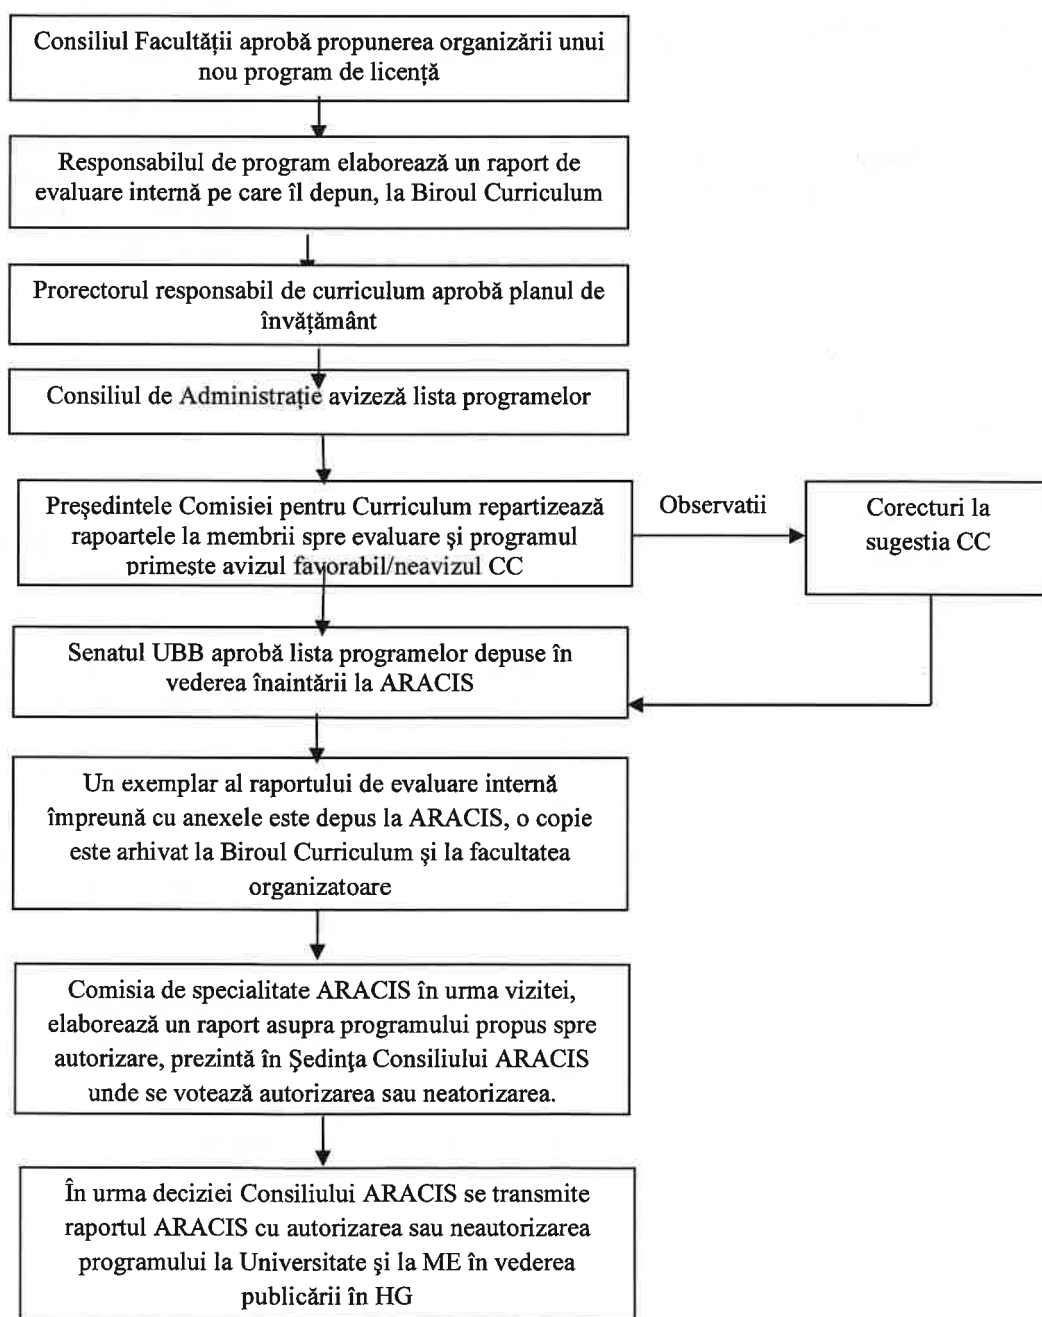 Consiliul Facultății aprobă propunerea organizării unui
nou program de licență
Responsabilul de program elaborează un raport de
evaluare internă pe care îl depun, la Biroul Curriculum
Prorectorul responsabil de curriculum aprobă planul de
învățământ
Consiliul de Administrație avizeză lista programelor
Președintele Comisiei pentru Curriculum repartizează
rapoartele la membrii spre evaluare și programul
primește avizul favorabil/neavizul CC
Observatii
Corecturi la
sugestia CC
Senatul UBB aprobă lista programelor depuse în
vederea înaintării la ARACIS
Un exemplar al raportului de evaluare internă
împreună cu anexele este depus la ARACIS, o copie
este arhivat la Biroul Curriculum și la facultatea
organizatoare
Comisia de specialitate ARACIS în urma vizitei,
elaborează un raport asupra programului propus spre
autorizare, prezintă în Ședința Consiliului ARACIS
unde se votează autorizarea sau neatorizarea.
În urma deciziei Consiliului ARACIS se transmite
raportul ARACIS cu autorizarea sau neautorizarea
programului la Universitate și la ME în vederea
publicării în HG